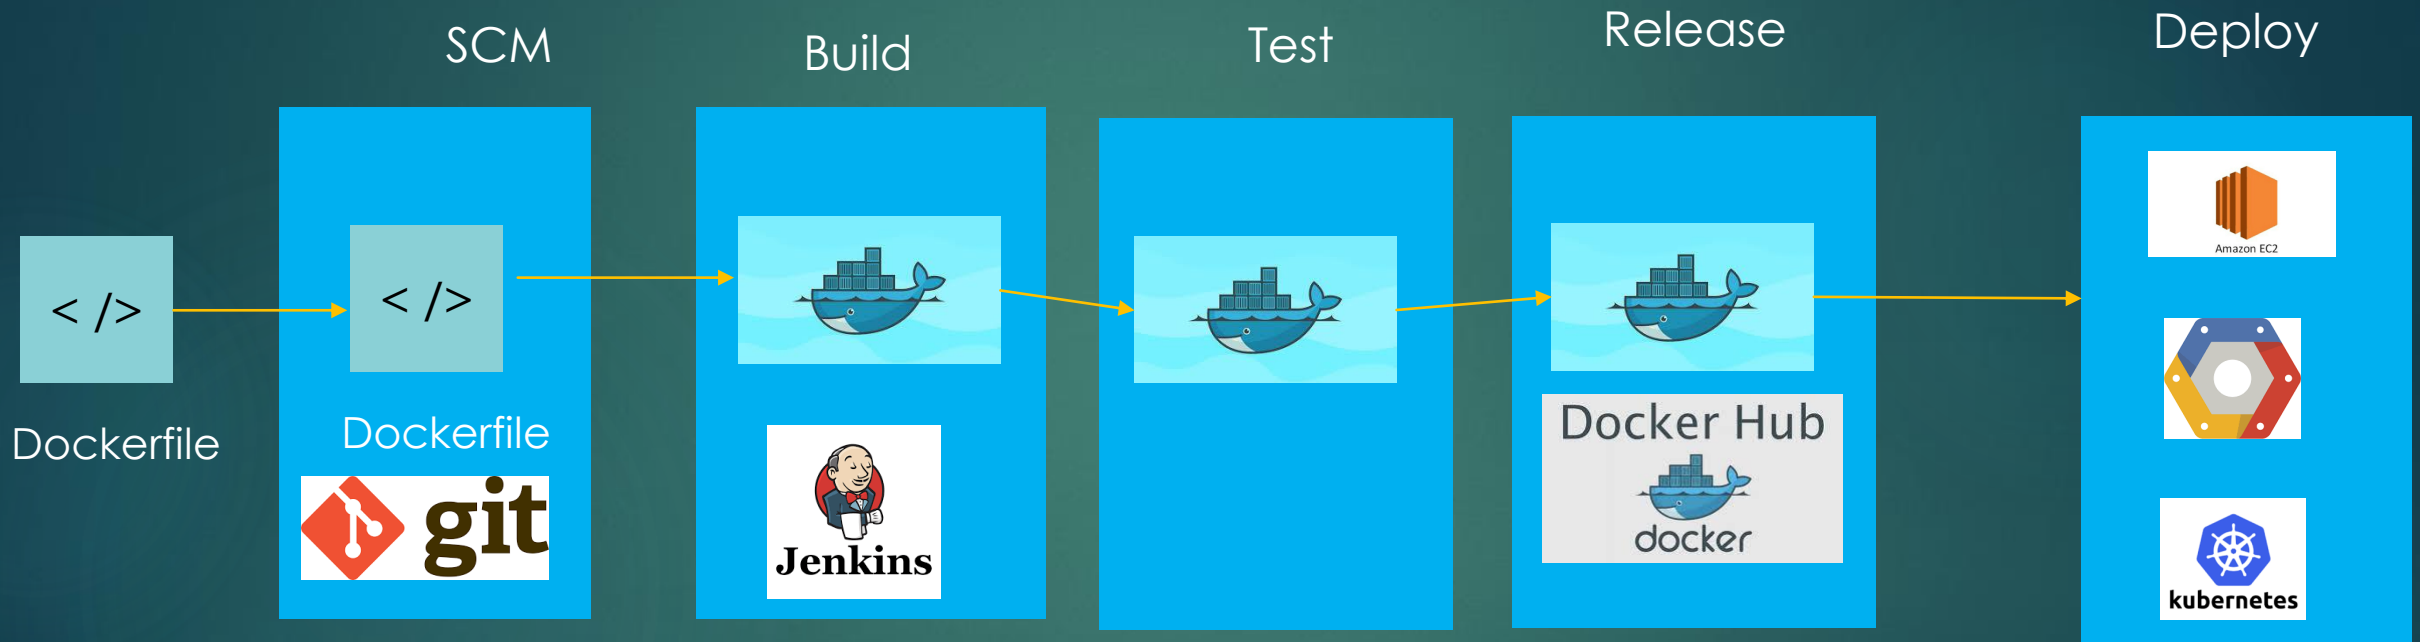 SCM
Build
Test
Release
Deploy
< />
Dockerfile
< />
Dockerfile
git
Jenkins
Docker Hub
docker
Amazon EC2
kubernetes